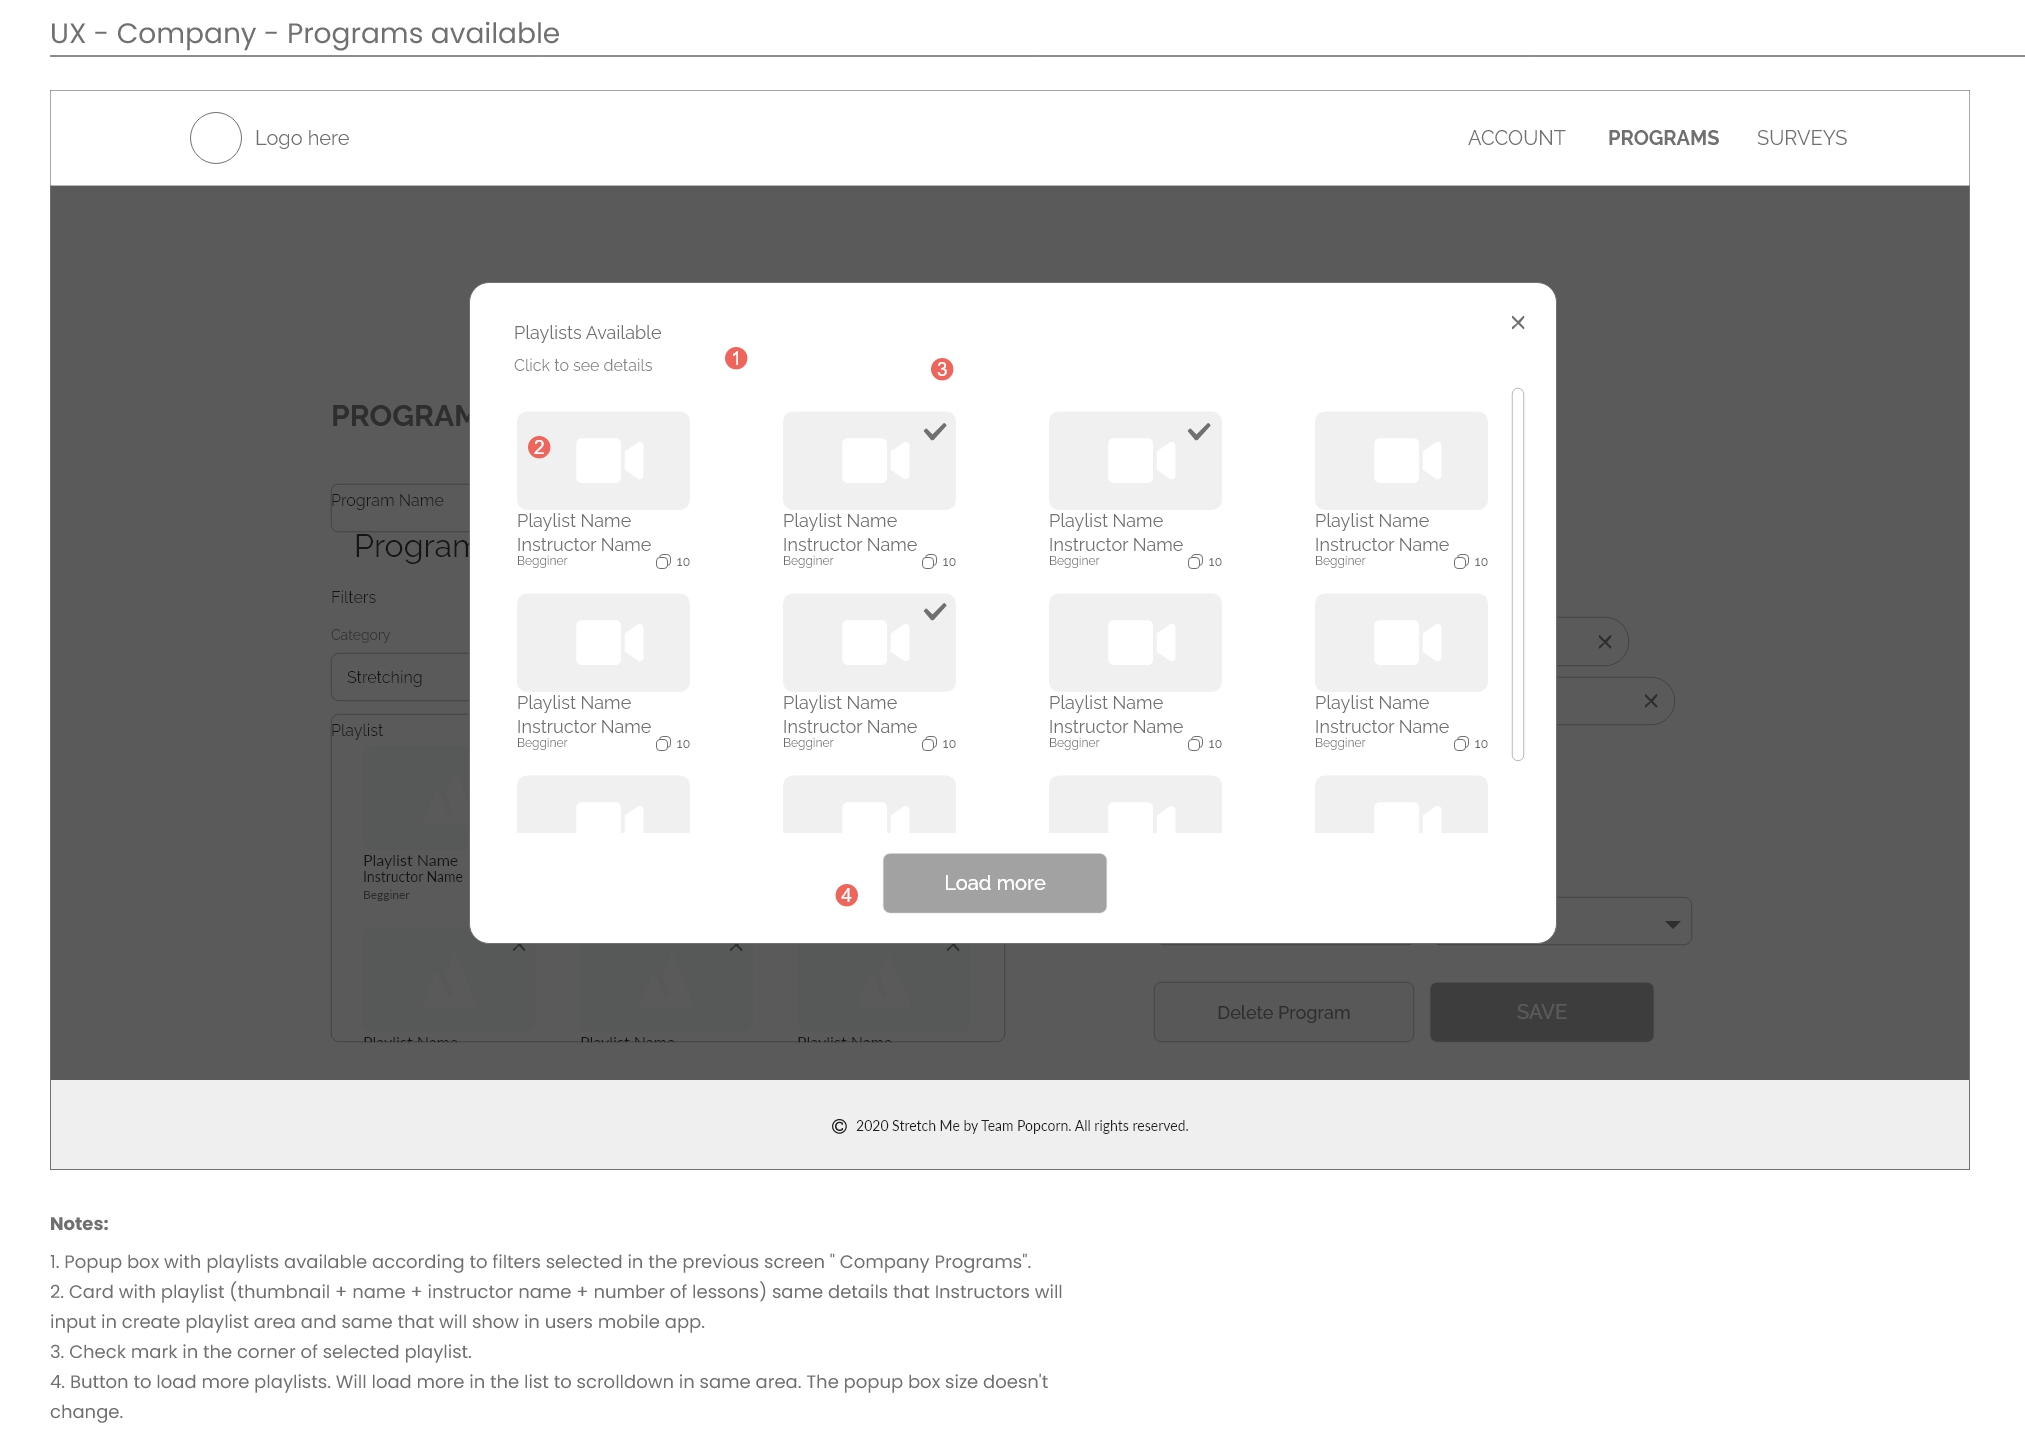 UX - Company - Programs available
Logo here
ACCOUNT PROGRAMS SURVEYS
Playlists Available
Click to see details
1
3
2
Playlist Name Playlist Name Playlist Name Playlist Name
Instructor Name Instructor Name Instructor Name Instructor Name
Begginer 10 Begginer 10 Begginer 10 Begginer 10
Playlist Name Playlist Name Playlist Name Playlist Name
Instructor Name Instructor Name Instructor Name Instructor Name
Begginer 10 Begginer 10 Begginer 10 Begginer 10
Load more
4
PROGRAM
Program Name
Program
Filters
Category
Stretching
Playlist
Playlist Name
Instructor Name
Begginer
Playlist Name Playlist Name Playlist Name
Delete Program SAVE
© 2020 Stretch Me by Team Popcorn. All rights reserved.
Notes:
1. Popup box with playlists available according to filters selected in the previous screen " Company Programs".
2. Card with playlist (thumbnail + name + instructor name + number of lessons) same details that Instructors will
input in create playlist area and same that will show in users mobile app.
3. Check mark in the corner of selected playlist.
4. Button to load more playlists. Will load more in the list to scrolldown in same area. The popup box size doesn't
change.